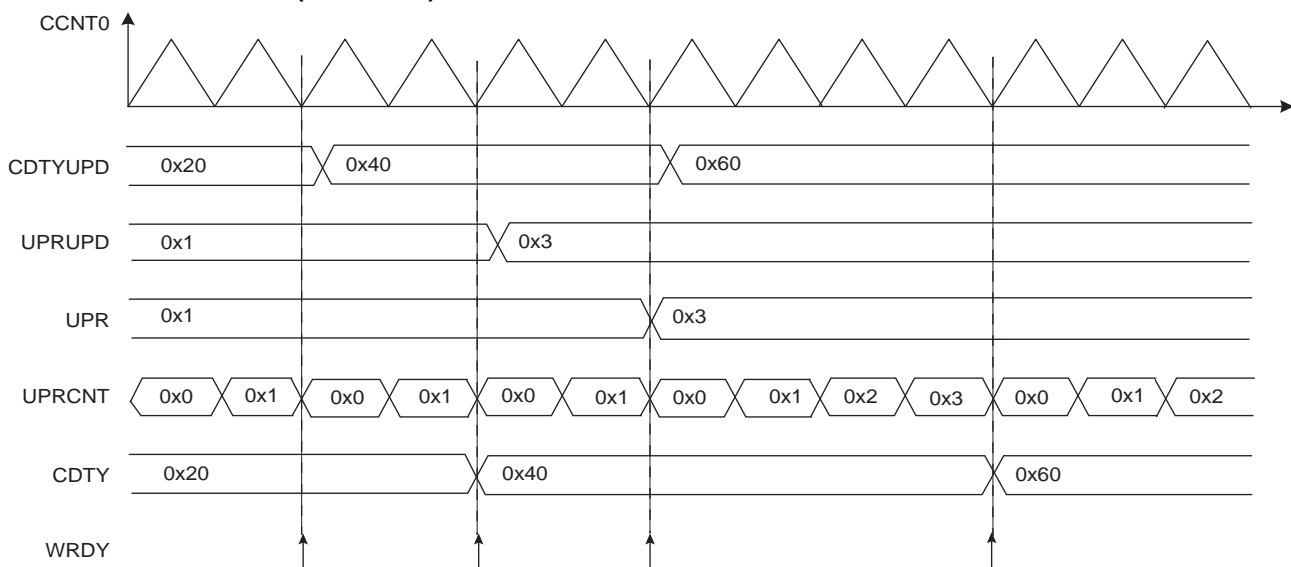 CCNT0
CDTYUPD 0x20 0x40 0x60
UPRUPD 0x1 0x3
UPR 0x1 0x3
UPRCNT 0x0 0x1 0x0 0x1 0x0 0x1 0x0 0x1 0x2 0x3 0x0 0x1 0x2
CDTY 0x20 0x40 0x60
WRDY